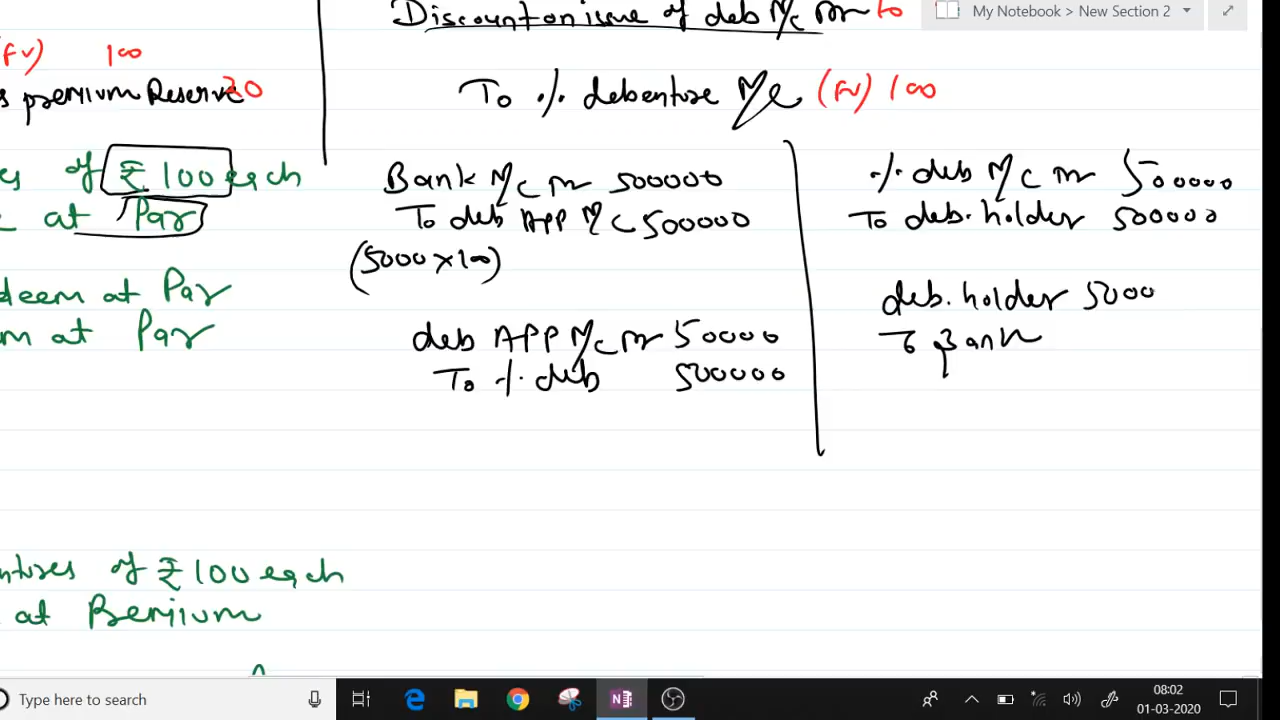 Discount on issue of deb A/c Dr to
My Notebook > New Section 2
(FV) 100
s premium Reserve 20
To % debenture A/c (FV) 100
es of ₹ 100 each
e at Par
deem at Par
m at Par
Bank A/c Dr 500000
To deb APP A/c 500000
(5000 x 100)
deb APP A/c Dr 50000
To % deb 500000
% deb A/c Dr 500000
To deb. holder 500000
deb. holder 5000
To Bank
ntures of ₹ 100 each
at Premium
Type here to search
08:02
01-03-2020